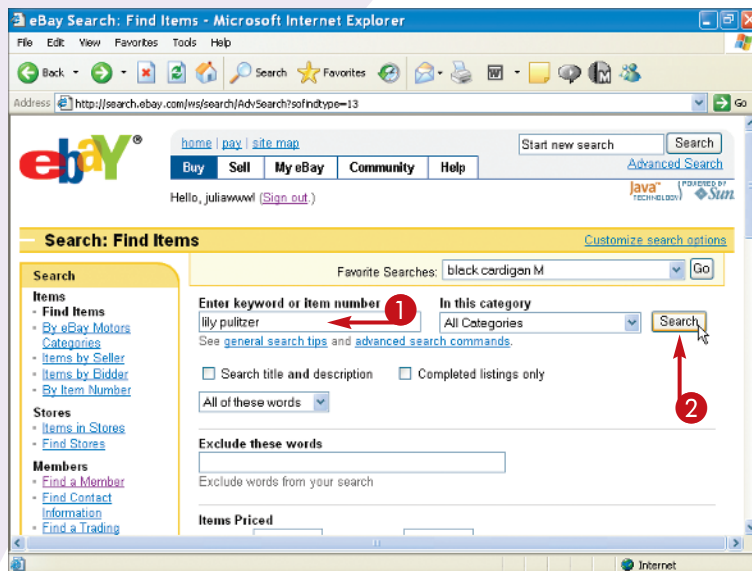 eBay Search: Find Items - Microsoft Internet Explorer
File Edit View Favorites Tools Help
Back Search Favorites
Address http://search.ebay.com/ws/search/AdvSearch?sofindtype=13 Go
ebaY®
home | pay | site map
Start new search Search
Buy Sell My eBay Community Help
Advanced Search
Hello, juliawwwl (Sign out.)
Java™ TECHNOLOGY POWERED BY Sun
Search: Find Items
Customize search options
Search
Favorite Searches: black cardigan M Go
Items
- Find Items
- By eBay Motors
Categories
- Items by Seller
- Items by Bidder
- By Item Number
Stores
- Items in Stores
- Find Stores
Members
- Find a Member
- Find Contact
Information
- Find a Trading
Enter keyword or item number
In this category
lily pulitzer
1
All Categories
Search
See general search tips and advanced search commands.
Search title and description
Completed listings only
2
All of these words
Exclude these words
Exclude words from your search
Items Priced
Internet